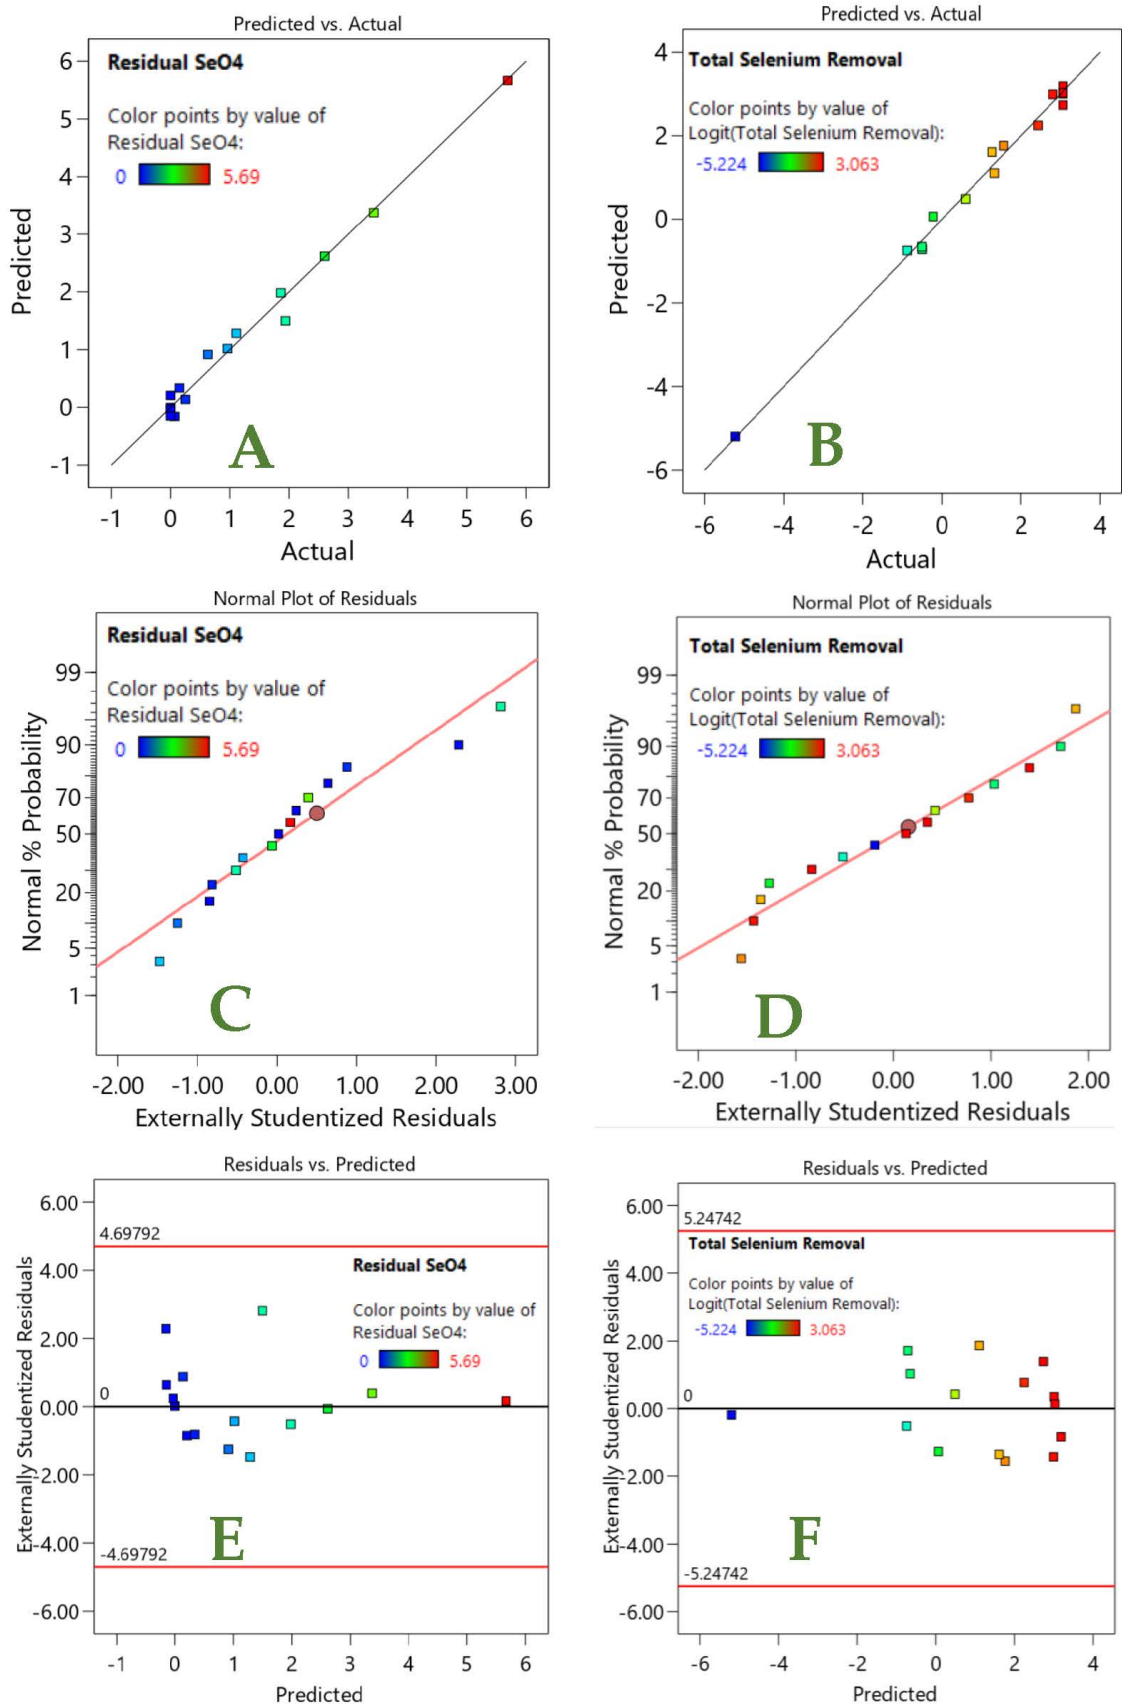 Predicted vs. Actual
Residual SeO4
Color points by value of
Residual SeO4:
0 5.69
6
5
4
3
2
1
0
-1
Predicted
A
-1 0 1 2 3 4 5 6
Actual
Predicted vs. Actual
Total Selenium Removal
Color points by value of
Logit(Total Selenium Removal):
-5.224 3.063
4
2
0
-2
-4
-6
Predicted
B
-6 -4 -2 0 2 4
Actual
Normal Plot of Residuals
Residual SeO4
Color points by value of
Residual SeO4:
0 5.69
99
90
70
50
20
5
1
Normal % Probability
C
-2.00 -1.00 0.00 1.00 2.00 3.00
Externally Studentized Residuals
Normal Plot of Residuals
Total Selenium Removal
Color points by value of
Logit(Total Selenium Removal):
-5.224 3.063
99
90
70
50
20
5
1
Normal % Probability
D
-2.00 -1.00 0.00 1.00 2.00
Externally Studentized Residuals
Residuals vs. Predicted
6.00
4.69792
4.00
Residual SeO4
Color points by value of
Residual SeO4:
0 5.69
2.00
0
0.00
-2.00
-4.00
-4.69792
-6.00
Externally Studentized Residuals
E
-1 0 1 2 3 4 5 6
Predicted
Residuals vs. Predicted
6.00
5.24742
Total Selenium Removal
4.00
Color points by value of
Logit(Total Selenium Removal):
-5.224 3.063
2.00
0
0.00
-2.00
-4.00
-5.24742
-6.00
Externally Studentized Residuals
F
-6 -4 -2 0 2 4
Predicted